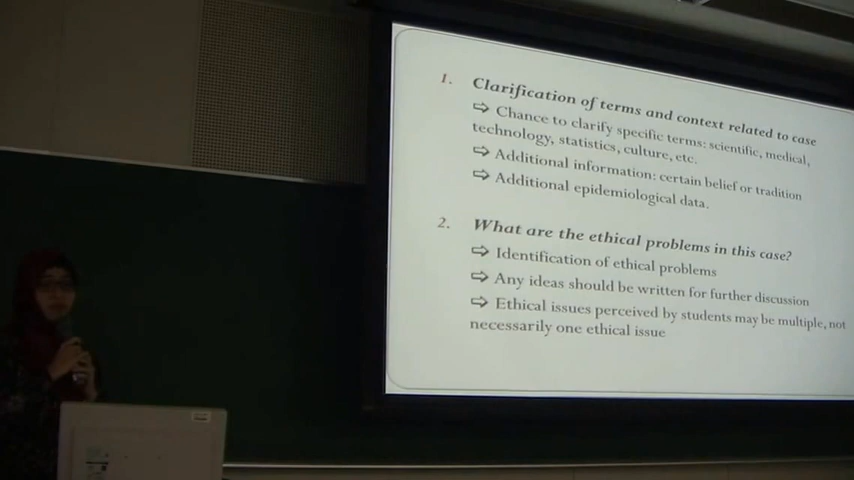 1. Clarification of terms and context related to case
⇨ Chance to clarify specific terms: scientific, medical,
technology, statistics, culture, etc.
⇨ Additional information: certain belief or tradition
⇨ Additional epidemiological data.
2. What are the ethical problems in this case?
⇨ Identification of ethical problems
⇨ Any ideas should be written for further discussion
⇨ Ethical issues perceived by students may be multiple, not
necessarily one ethical issue